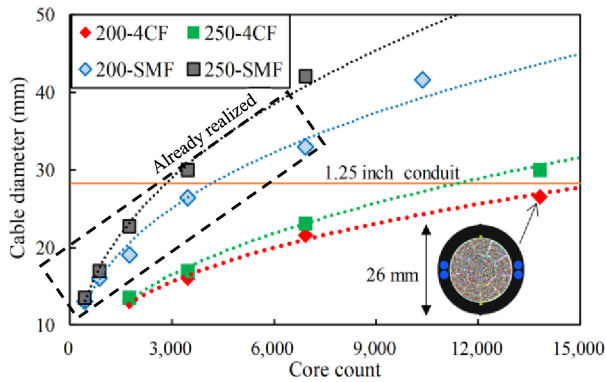 50
40
30
20
10
Cable diameter (mm)
200-4CF
250-4CF
200-SMF
250-SMF
Already realized
1.25 inch conduit
26 mm
0
3,000
6,000
9,000
12,000
15,000
Core count